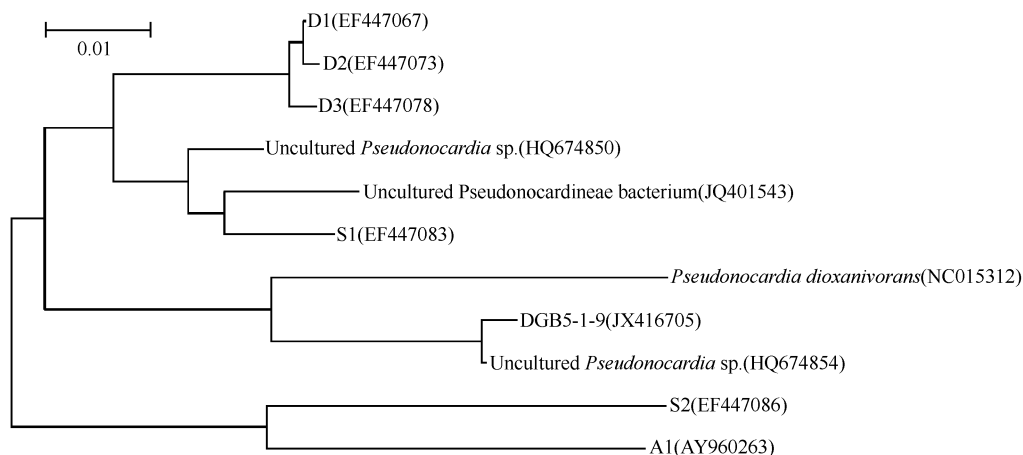 D1(EF447067)
0.01
D2(EF447073)
D3(EF447078)
Uncultured Pseudonocardia sp.(HQ674850)
Uncultured Pseudonocardineae bacterium(JQ401543)
S1(EF447083)
Pseudonocardia dioxanivorans(NC015312)
DGB5-1-9(JX416705)
Uncultured Pseudonocardia sp.(HQ674854)
S2(EF447086)
A1(AY960263)